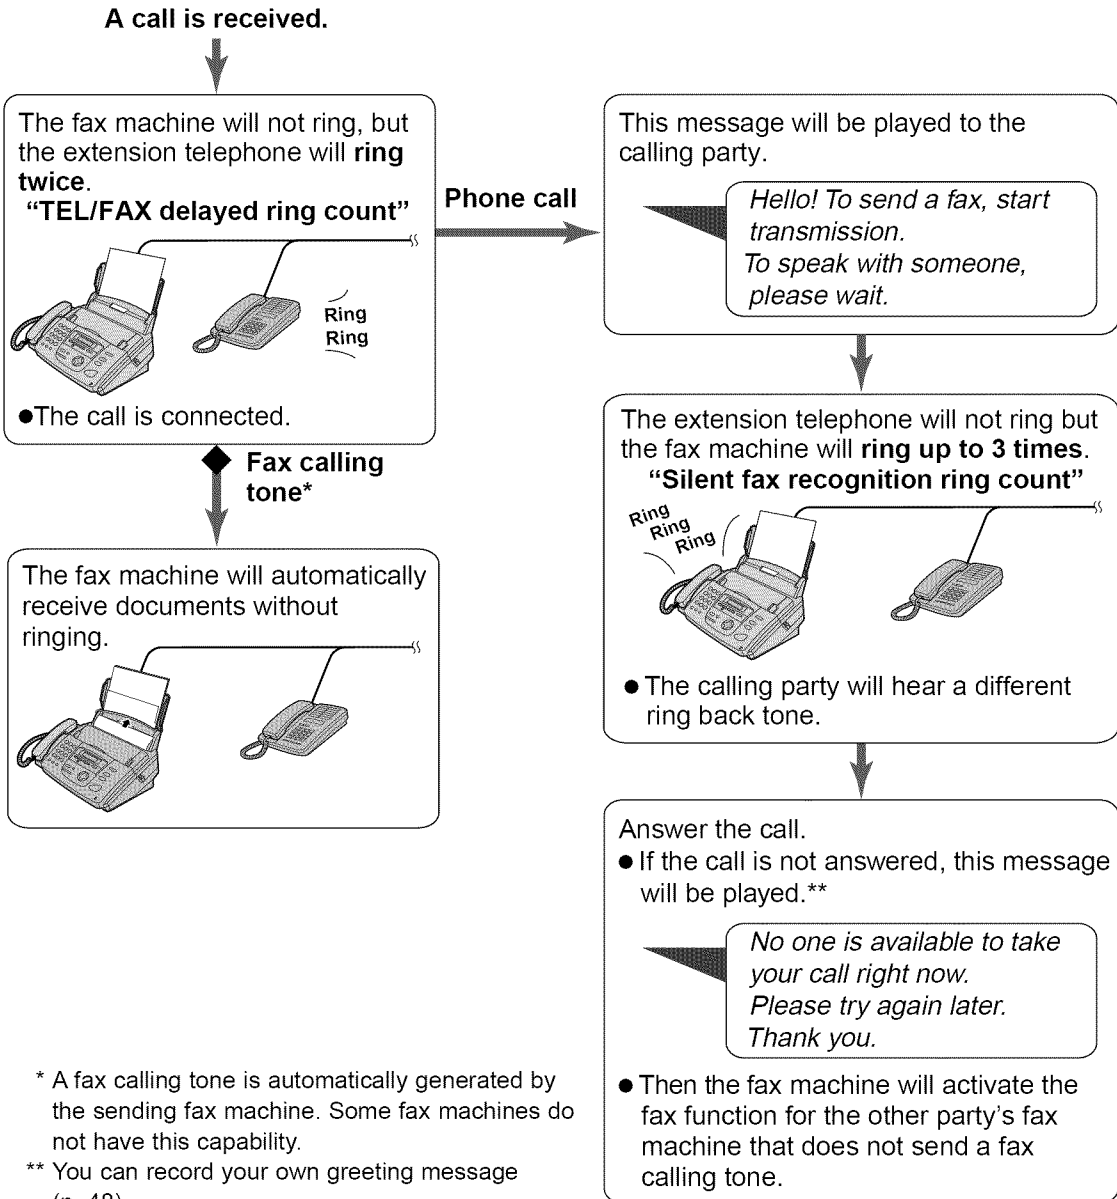 A call is received.
The fax machine will not ring, but
the extension telephone will ring
twice.
“TEL/FAX delayed ring count”
Ring
Ring
●The call is connected.
Phone call
This message will be played to the
calling party.
Hello! To send a fax, start
transmission.
To speak with someone,
please wait.
Fax calling
tone*
The fax machine will automatically
receive documents without
ringing.
The extension telephone will not ring but
the fax machine will ring up to 3 times.
“Silent fax recognition ring count”
Ring
Ring
Ring
● The calling party will hear a different
ring back tone.
Answer the call.
● If the call is not answered, this message
will be played.**
No one is available to take
your call right now.
Please try again later.
Thank you.
● Then the fax machine will activate the
fax function for the other party’s fax
machine that does not send a fax
calling tone.
* A fax calling tone is automatically generated by
the sending fax machine. Some fax machines do
not have this capability.
** You can record your own greeting message